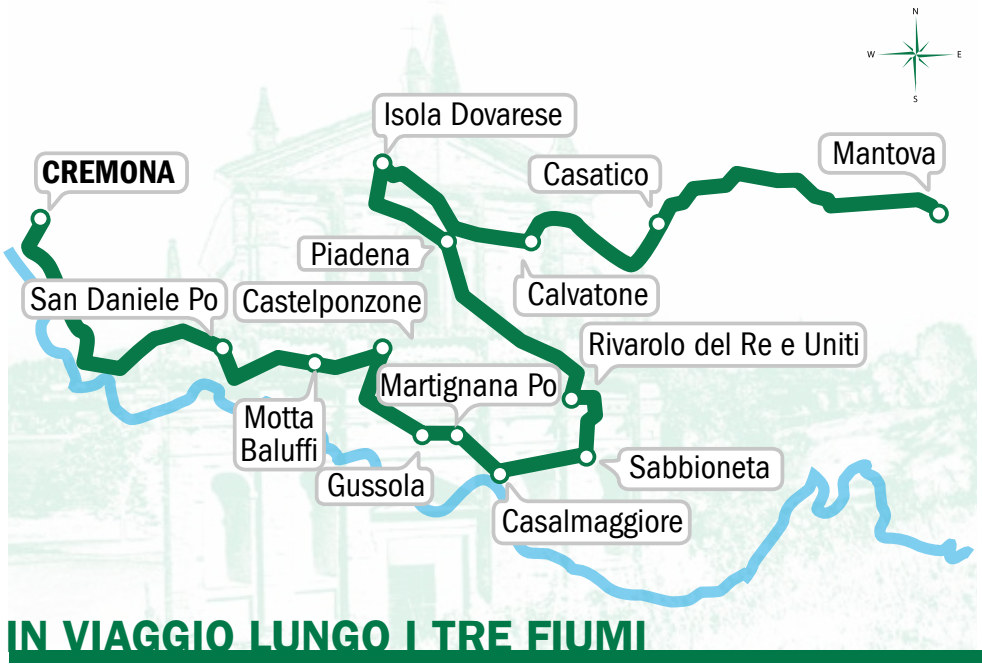 N
W
E
S
Isola Dovarese
CREMONA
Casatico
Mantova
Piadena
San Daniele Po
Castelponzone
Calvatone
Rivarolo del Re e Uniti
Martignana Po
Motta
Baluffi
Gussola
Sabbioneta
Casalmaggiore
IN VIAGGIO LUNGO I TRE FIUMI